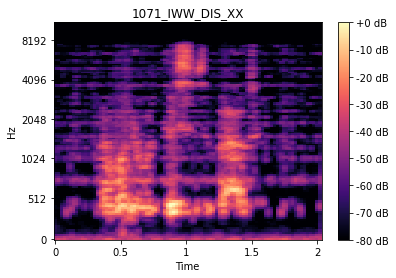 1071_IWW_DIS_XX
8192
4096
2048
1024
512
0
Hz
0
0.5
1
1.5
2
Time
+0 dB
-10 dB
-20 dB
-30 dB
-40 dB
-50 dB
-60 dB
-70 dB
-80 dB